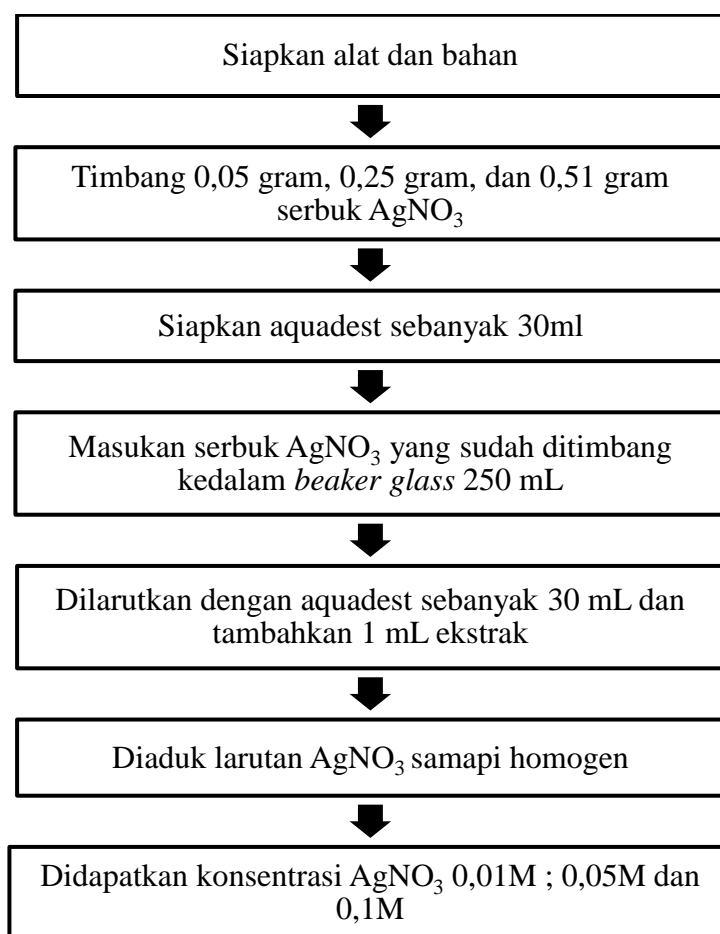 Siapkan alat dan bahan
Timbang 0,05 gram, 0,25 gram, dan 0,51 gram
serbuk AgNO₃
Siapkan aquadest sebanyak 30ml
Masukan serbuk AgNO₃ yang sudah ditimbang
kedalam beaker glass 250 mL
Dilarutkan dengan aquadest sebanyak 30 mL dan
tambahkan 1 mL ekstrak
Diaduk larutan AgNO₃ samapi homogen
Didapatkan konsentrasi AgNO₃ 0,01M ; 0,05M dan
0,1M